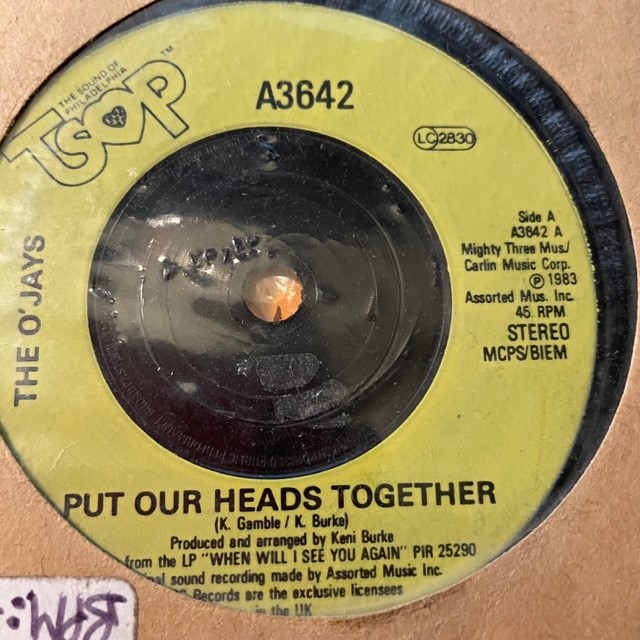 THE SOUND OF
PHILADELPHIA
TSOP™
A3642
LC 2830
THE O'JAYS
Side A
A3642 A
Mighty Three Mus/
Carlin Music Corp.
℗ 1983
Assorted Mus. Inc.
45 RPM
STEREO
MCPS/BIEM
PUT OUR HEADS TOGETHER
(K. Gamble / K. Burke)
Produced and arranged by Keni Burke
from the LP "WHEN WILL I SEE YOU AGAIN" PIR 25290
sound recording made by Assorted Music Inc.
Records are the exclusive licensees
in the UK
BPM: